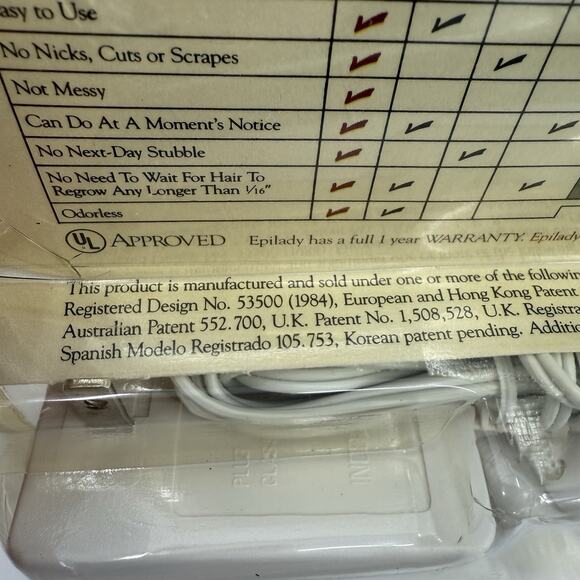 asy to Use
No Nicks, Cuts or Scrapes
Not Messy
Can Do At A Moment's Notice
No Next-Day Stubble
No Need To Wait For Hair To
Regrow Any Longer Than 1/16"
Odorless
UL APPROVED Epilady has a full 1 year WARRANTY. Epilady
This product is manufactured and sold under one or more of the followin
Registered Design No. 53500 (1984), European and Hong Kong Patent
Australian Patent 552.700, U.K. Patent No. 1,508,528, U.K. Registra
Spanish Modelo Registrado 105.753, Korean patent pending. Additio